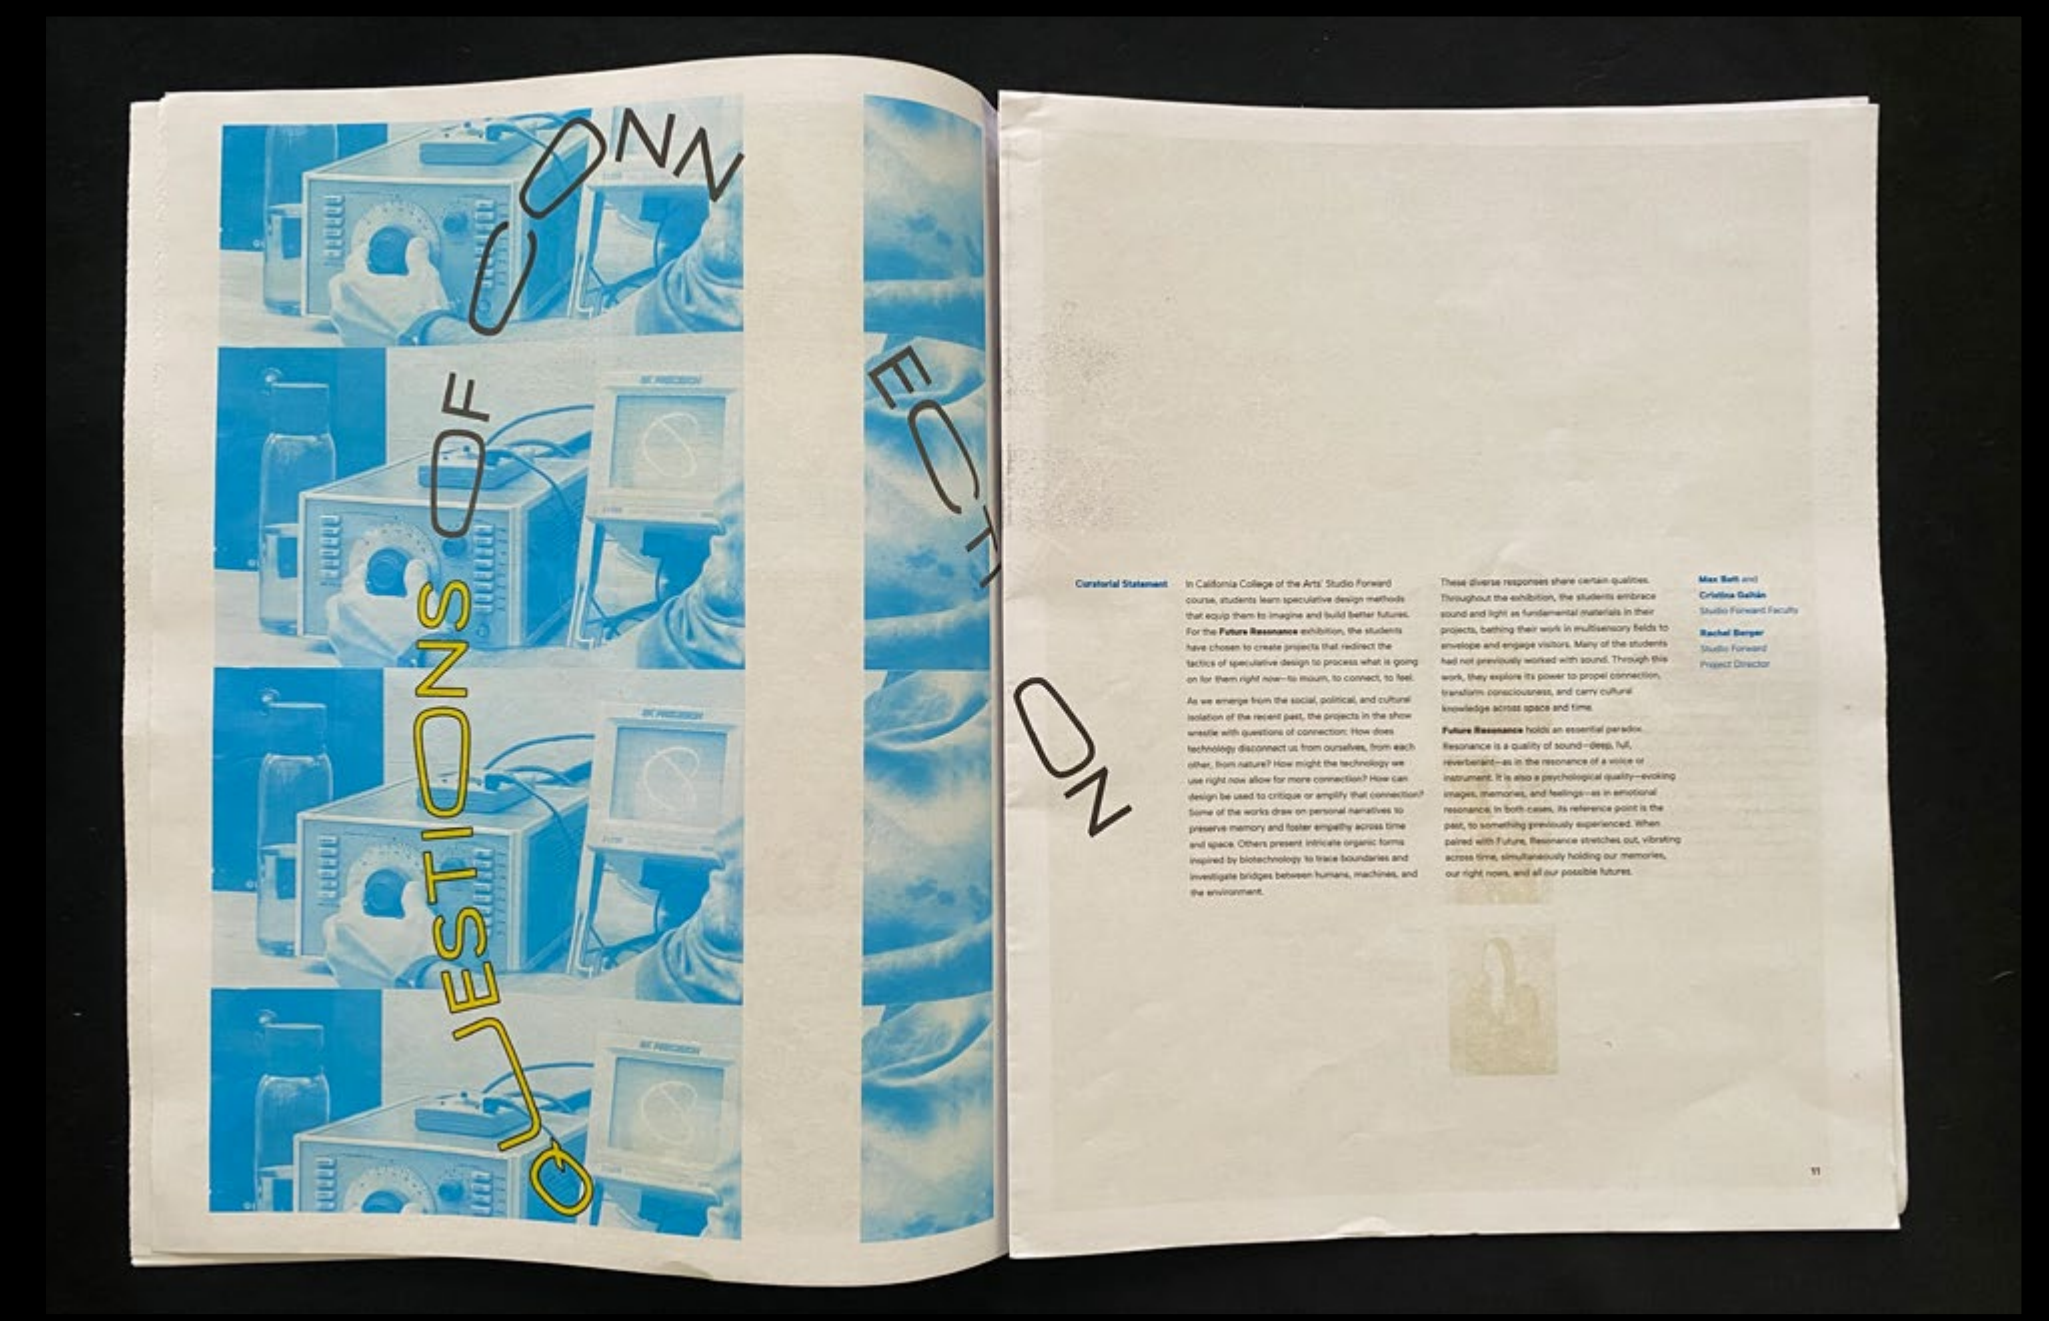 QUESTIONS OF CONNECTION
BK PRECISION
BK PRECISION
BK PRECISION
Curatorial Statement
In California College of the Arts' Studio Forward
course, students learn speculative design methods
that equip them to imagine and build better futures.
For the Future Resonance exhibition, the students
have chosen to create projects that redirect the
tactics of speculative design to process what is going
on for them right now—to mourn, to connect, to feel.
As we emerge from the social, political, and cultural
isolation of the recent past, the projects in the show
wrestle with questions of connection: How does
technology disconnect us from ourselves, from each
other, from nature? How might the technology we
use right now allow for more connection? How can
design be used to critique or amplify that connection?
Some of the works draw on personal narratives to
preserve memory and foster empathy across time
and space. Others present intricate organic forms
inspired by biotechnology to trace boundaries and
investigate bridges between humans, machines, and
the environment.
These diverse responses share certain qualities.
Throughout the exhibition, the students embrace
sound and light as fundamental materials in their
projects, bathing their work in multisensory fields to
envelope and engage visitors. Many of the students
had not previously worked with sound. Through this
work, they explore its power to propel connection,
transform consciousness, and carry cultural
knowledge across space and time.
Future Resonance holds an essential paradox.
Resonance is a quality of sound—deep, full,
reverberant—as in the resonance of a voice or
instrument. It is also a psychological quality—evoking
images, memories, and feelings—as in emotional
resonance. In both cases, its reference point is the
past, to something previously experienced. When
paired with Future, Resonance stretches out, vibrating
across time, simultaneously holding our memories,
our right nows, and all our possible futures.
Max Batt and
Cristina Gaitán
Studio Forward Faculty
Rachel Berger
Studio Forward
Project Director
11